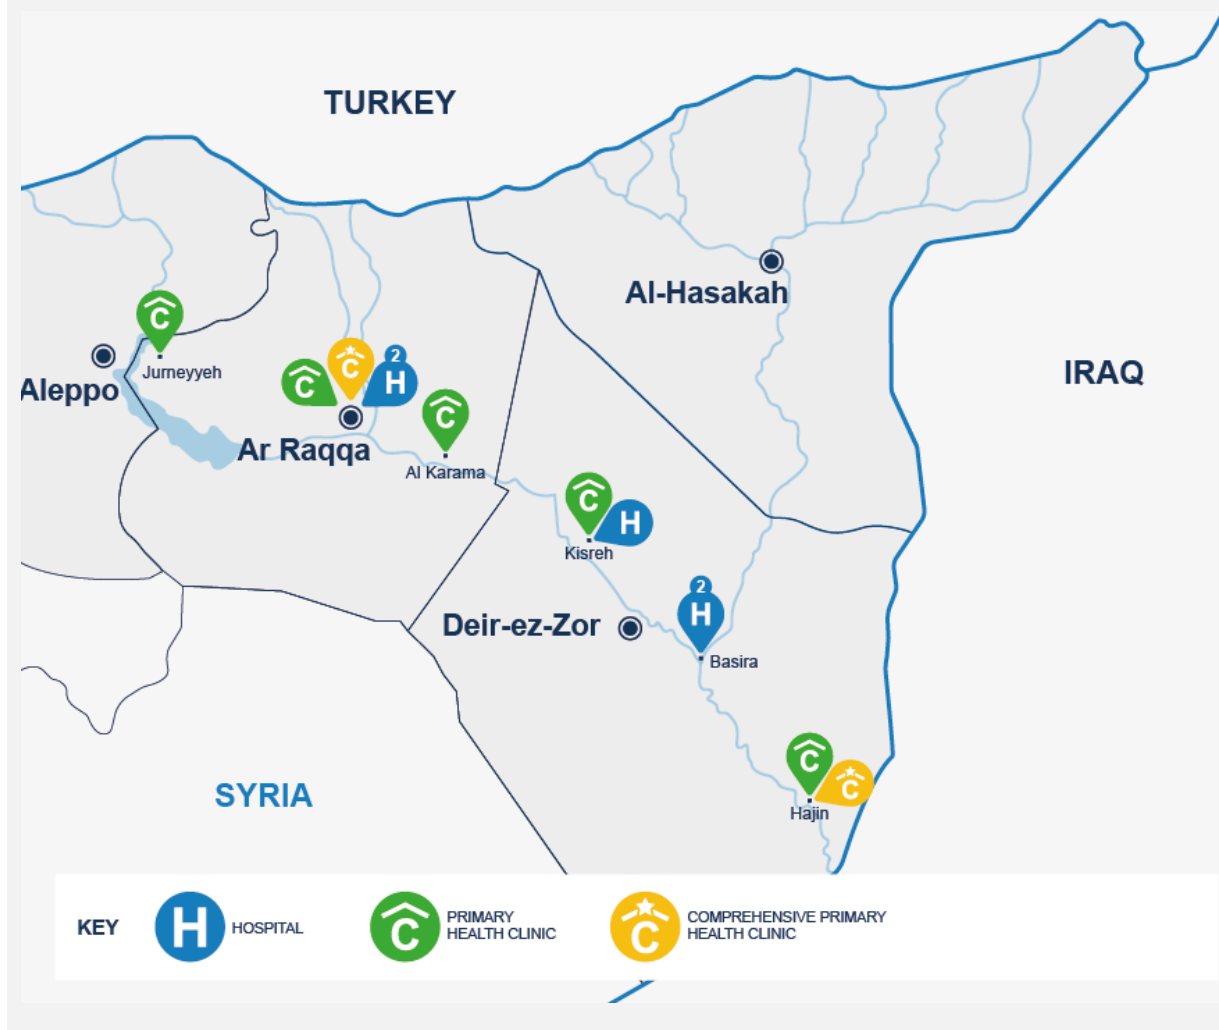 TURKEY
Al-Hasakah
IRAQ
C
Jurneyyeh
Aleppo
C
C
2
H
Ar Raqqa
C
Al Karama
C
H
Kisreh
Deir-ez-Zor
2
H
Basira
SYRIA
C
C
Hajin
KEY
H
HOSPITAL
C
PRIMARY
HEALTH CLINIC
C
COMPREHENSIVE PRIMARY
HEALTH CLINIC